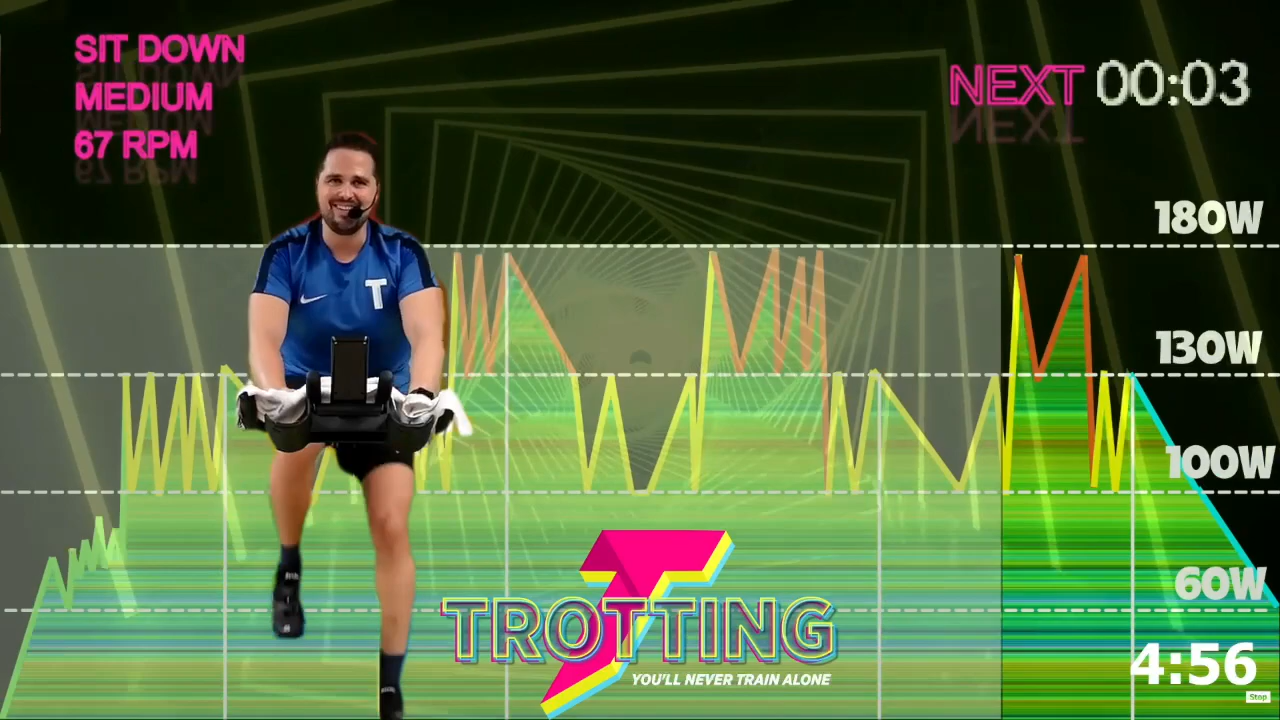 SIT DOWN
MEDIUM
67 RPM
NEXT 00:03
180W
130W
100W
60W
T
T
TROTTING
YOU'LL NEVER TRAIN ALONE
4:56
Stop